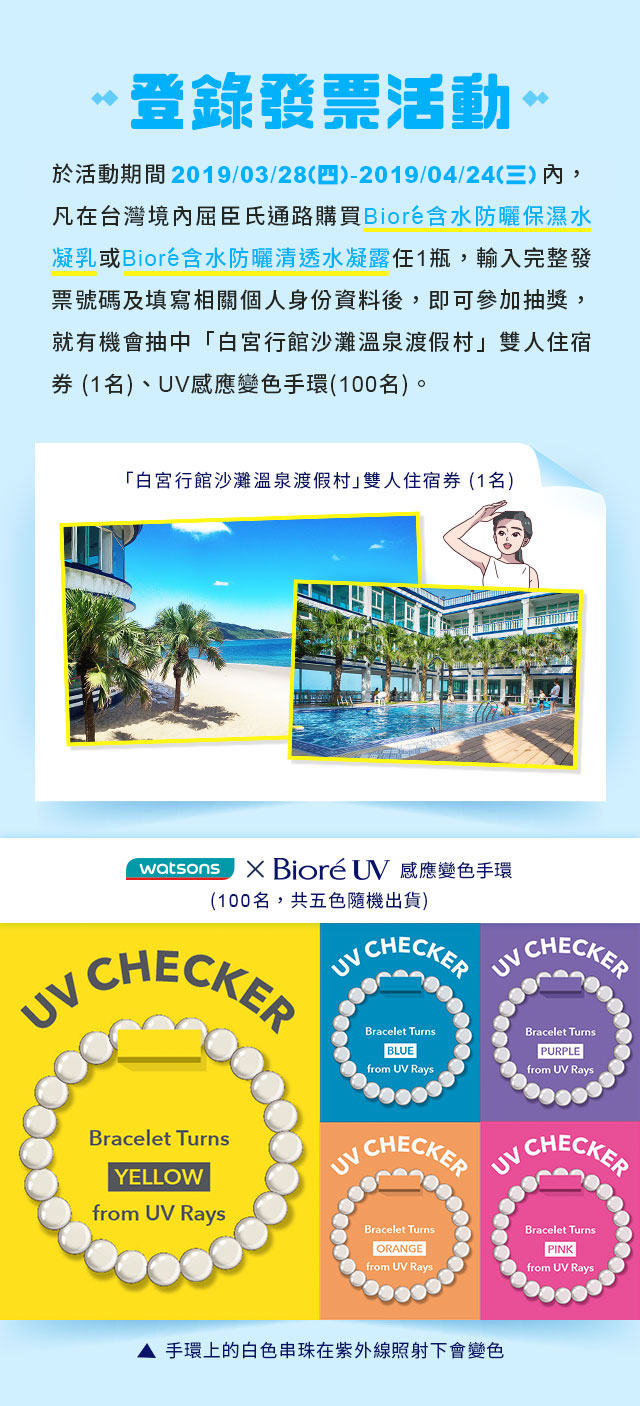 登錄發票活動
於活動期間 2019/03/28(四)-2019/04/24(三) 內，
凡在台灣境內屈臣氏通路購買Bioré含水防曬保濕水
凝乳或Bioré含水防曬清透水凝露任1瓶，輸入完整發
票號碼及填寫相關個人身份資料後，即可參加抽獎，
就有機會抽中「白宮行館沙灘溫泉渡假村」雙人住宿
券 (1名)、UV感應變色手環(100名)。
「白宮行館沙灘溫泉渡假村」雙人住宿券 (1名)
watsons × Bioré UV 感應變色手環
(100名，共五色隨機出貨)
UV CHECKER
Bracelet Turns
YELLOW
from UV Rays
UV CHECKER
Bracelet Turns
BLUE
from UV Rays
UV CHECKER
Bracelet Turns
PURPLE
from UV Rays
UV CHECKER
Bracelet Turns
ORANGE
from UV Rays
UV CHECKER
Bracelet Turns
PINK
from UV Rays
▲ 手環上的白色串珠在紫外線照射下會變色